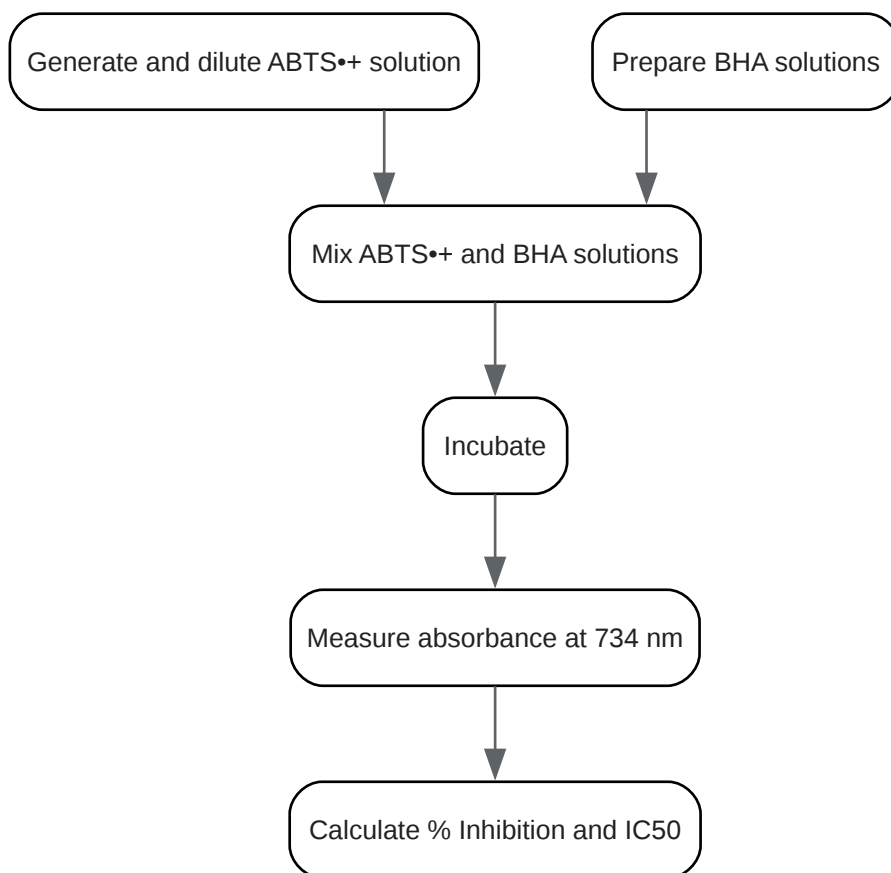 Generate and dilute ABTS•+ solution
Prepare BHA solutions
Mix ABTS•+ and BHA solutions
Incubate
Measure absorbance at 734 nm
Calculate % Inhibition and IC50